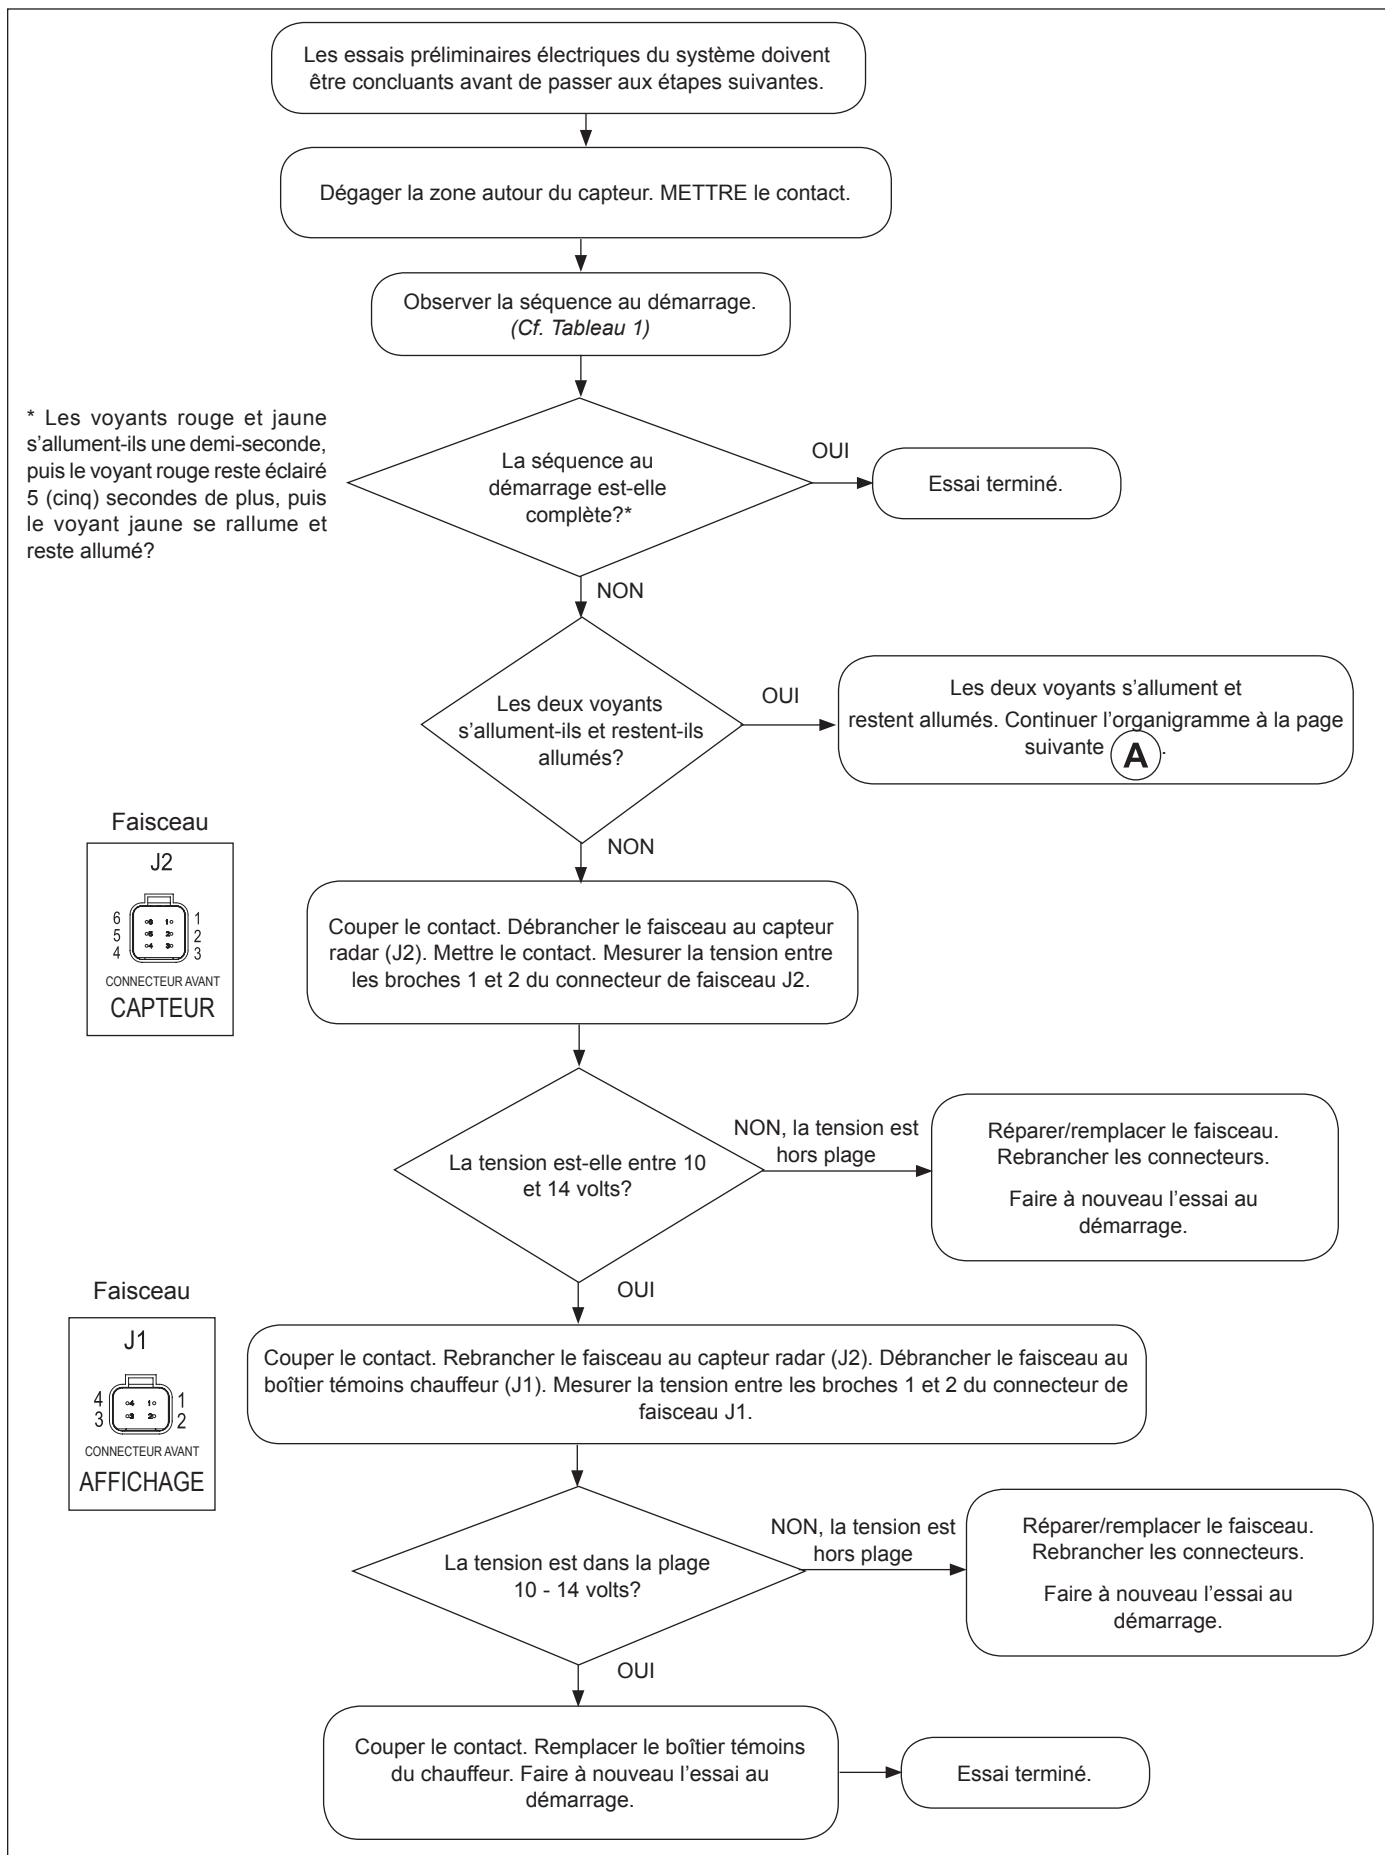 Les essais préliminaires électriques du système doivent
être concluants avant de passer aux étapes suivantes.
Dégager la zone autour du capteur. METTRE le contact.
Observer la séquence au démarrage.
(Cf. Tableau 1)
* Les voyants rouge et jaune
s’allument-ils une demi-seconde,
puis le voyant rouge reste éclairé
5 (cinq) secondes de plus, puis
le voyant jaune se rallume et
reste allumé?
La séquence au
démarrage est-elle
complète?*
OUI
Essai terminé.
NON
Les deux voyants
s’allument-ils et restent-ils
allumés?
OUI
Les deux voyants s’allument et
restent allumés. Continuer l’organigramme à la page
suivante A.
NON
Faisceau
J2
6 6 1 1
5 5 2 2
4 4 3 3
CONNECTEUR AVANT
CAPTEUR
Couper le contact. Débrancher le faisceau au capteur
radar (J2). Mettre le contact. Mesurer la tension entre
les broches 1 et 2 du connecteur de faisceau J2.
La tension est-elle entre 10
et 14 volts?
NON, la tension est
hors plage
Réparer/remplacer le faisceau.
Rebrancher les connecteurs.
Faire à nouveau l’essai au
démarrage.
OUI
Faisceau
J1
4 4 1 1
3 3 2 2
CONNECTEUR AVANT
AFFICHAGE
Couper le contact. Rebrancher le faisceau au capteur radar (J2). Débrancher le faisceau au
boîtier témoins chauffeur (J1). Mesurer la tension entre les broches 1 et 2 du connecteur de
faisceau J1.
La tension est dans la plage
10 - 14 volts?
NON, la tension est
hors plage
Réparer/remplacer le faisceau.
Rebrancher les connecteurs.
Faire à nouveau l’essai au
démarrage.
OUI
Couper le contact. Remplacer le boîtier témoins
du chauffeur. Faire à nouveau l’essai au
démarrage.
Essai terminé.